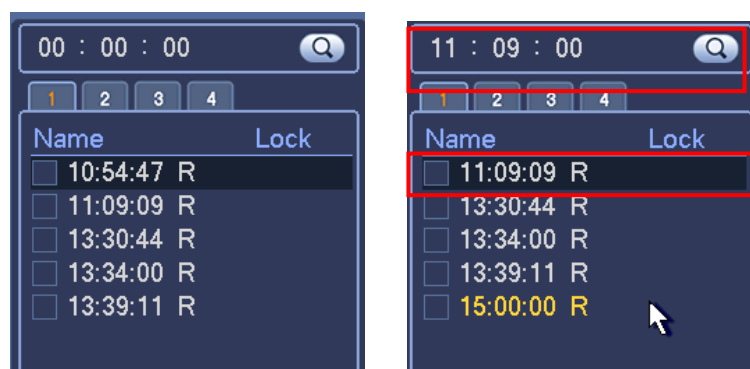 00 : 00 : 00
1 2 3 4
Name Lock
10:54:47 R
11:09:09 R
13:30:44 R
13:34:00 R
13:39:11 R
11 : 09 : 00
1 2 3 4
Name Lock
11:09:09 R
13:30:44 R
13:34:00 R
13:39:11 R
15:00:00 R